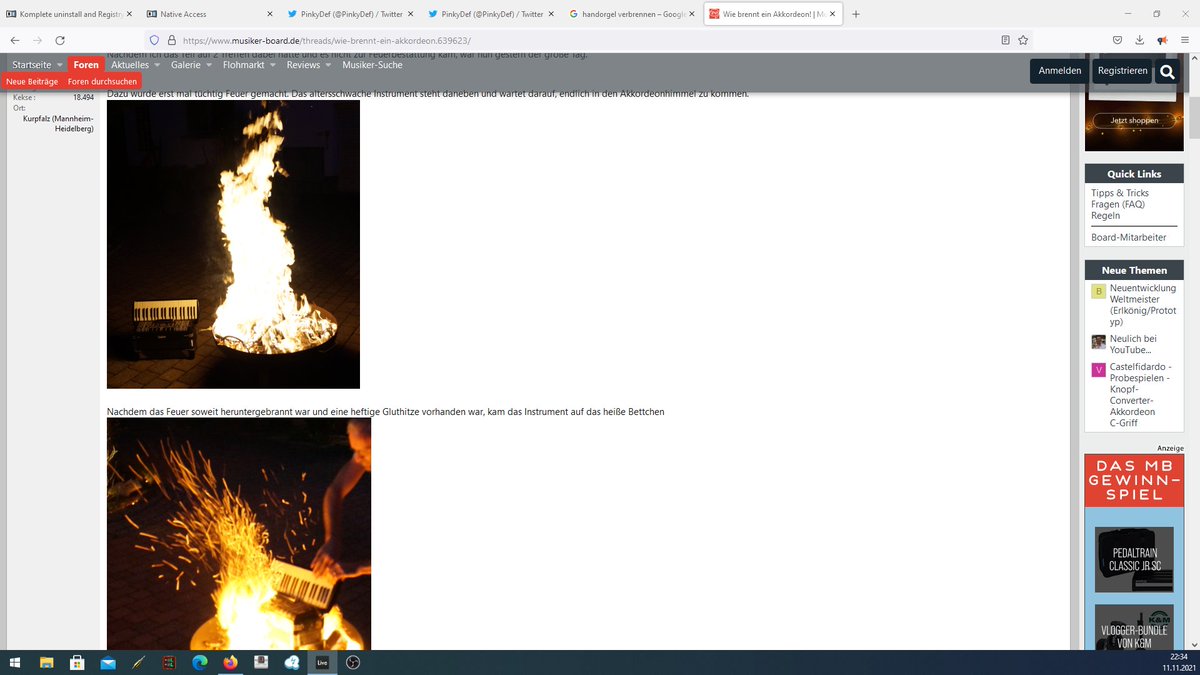 Komplete uninstall and Registry
Native Access
PinkyDef (@PinkyDef) / Twitter
PinkyDef (@PinkyDef) / Twitter
handorgel verbrennen – Google
Wie brennt ein Akkordeon! | Mu
https://www.musiker-board.de/threads/wie-brennt-ein-akkordeon.639623/
Nachdem ich das Teil auf 2 Treffen dabei hatte und es nicht zur Feuerbestattung kam, war nun gestern der große Tag.
Startseite
Foren
Aktuelles
Galerie
Flohmarkt
Reviews
Musiker-Suche
Anmelden
Registrieren
Neue Beiträge
Foren durchsuchen
Kekse :
18.494
Ort:
Kurpfalz (Mannheim-
Heidelberg)
Dazu wurde erst mal tüchtig Feuer gemacht. Das altersschwache Instrument steht daneben und wartet darauf, endlich in den Akkordeonhimmel zu kommen.
Nachdem das Feuer soweit heruntergebrannt war und eine heftige Gluthitze vorhanden war, kam das Instrument auf das heiße Bettchen
Jetzt shoppen
Quick Links
Tipps & Tricks
Fragen (FAQ)
Regeln
Board-Mitarbeiter
Neue Themen
B
Neuentwicklung
Weltmeister
(Erlkönig/Protot
yp)
Neulich bei
YouTube...
V
Castelfidardo -
Probespielen -
Knopf-
Converter-
Akkordeon
C-Griff
Anzeige
DAS MB
GEWINN-
SPIEL
PEDALTRAIN
CLASSIC JR SC
K&M
VLOGGER-BUNDLE
VON K&M
Live
22:34
11.11.2021